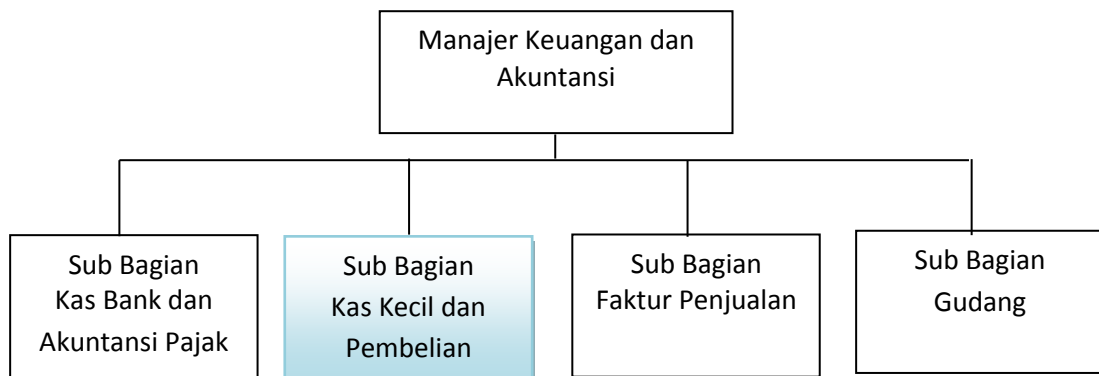 Manajer Keuangan dan
Akuntansi
Sub Bagian
Kas Bank dan
Akuntansi Pajak
Sub Bagian
Kas Kecil dan
Pembelian
Sub Bagian
Faktur Penjualan
Sub Bagian
Gudang